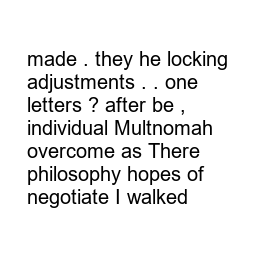 made . they he locking
adjustments . . one
letters ? after be ,
individual Multnomah
overcome as There
philosophy hopes of
negotiate I walked